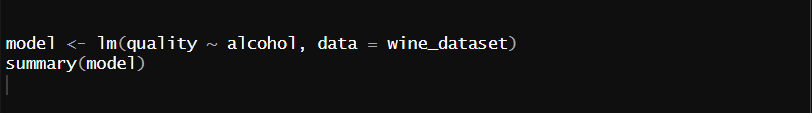 model <- lm(quality ~ alcohol, data = wine_dataset)
summary(model)